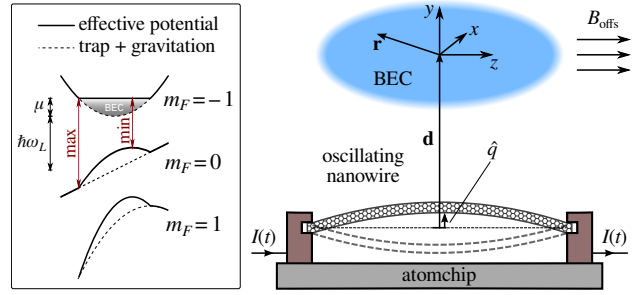 effective potential
trap + gravitation
BEC
μ
m_F = −1
ħω_L
max
min
m_F = 0
m_F = 1
y
x
r
z
B_offs
BEC
d
oscillating
nanowire
q̂
I(t)
I(t)
atomchip